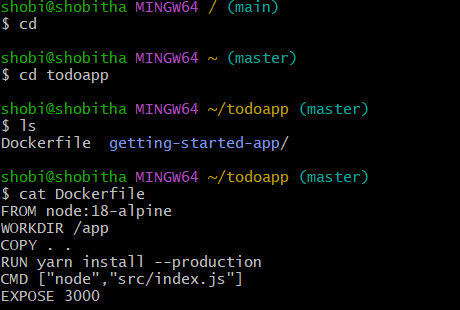 shobi@shobitha MINGW64 / (main)
$ cd
shobi@shobitha MINGW64 ~ (master)
$ cd todoapp
shobi@shobitha MINGW64 ~/todoapp (master)
$ ls
Dockerfile  getting-started-app/
shobi@shobitha MINGW64 ~/todoapp (master)
$ cat Dockerfile
FROM node:18-alpine
WORKDIR /app
COPY . .
RUN yarn install --production
CMD ["node","src/index.js"]
EXPOSE 3000